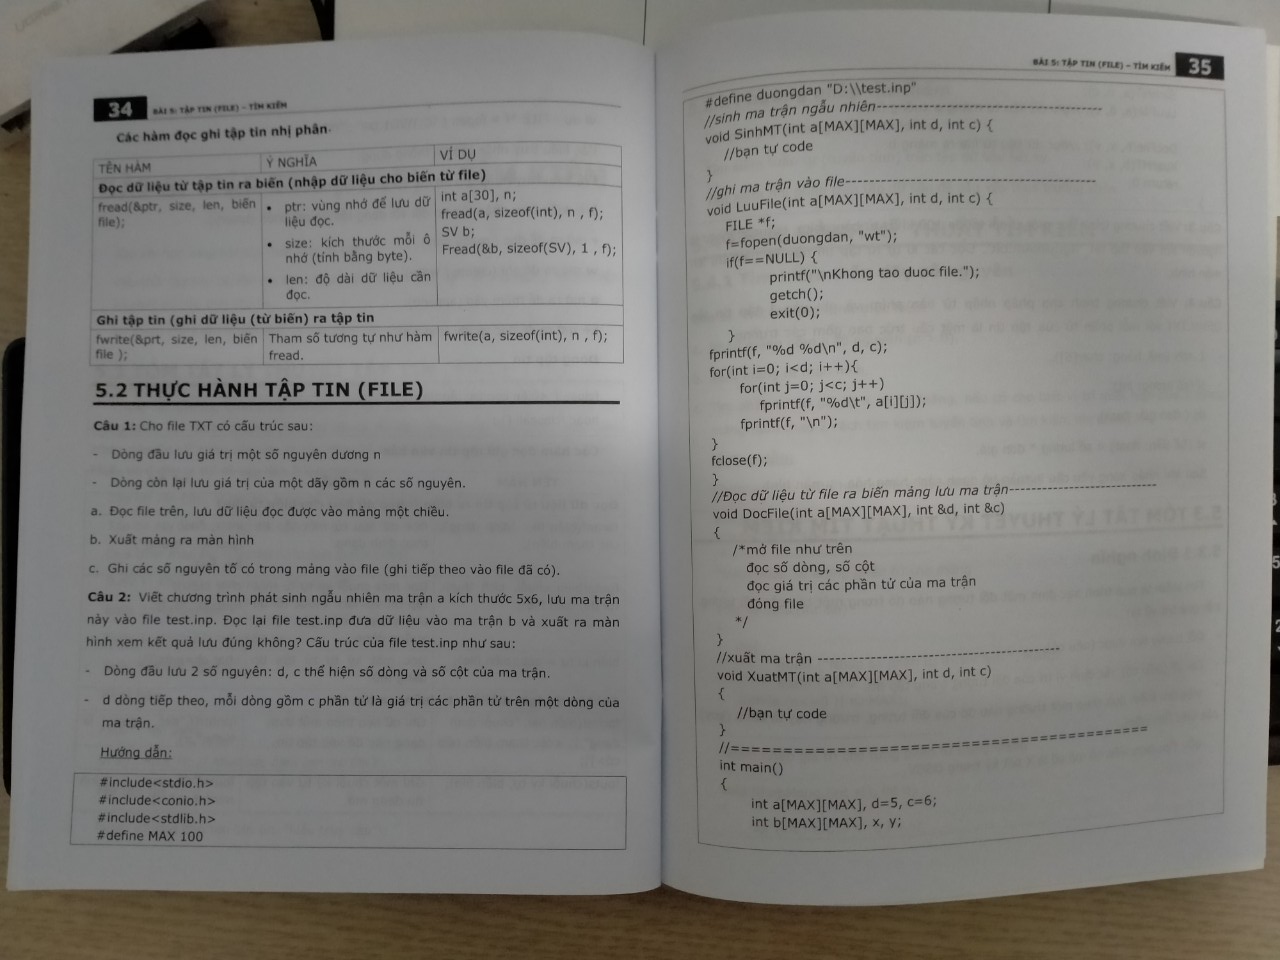 34 BÀI 5: TẬP TIN (FILE) – TÌM KIẾM
Các hàm đọc ghi tập tin nhị phân.
TÊN HÀM Ý NGHĨA VÍ DỤ
Đọc dữ liệu từ tập tin ra biến (nhập dữ liệu cho biến từ file)
fread(&ptr, size, len, biến
file);
• ptr: vùng nhớ để lưu dữ
liệu đọc.
• size: kích thước mỗi ô
nhớ (tính bằng byte).
• len: độ dài dữ liệu cần
đọc.
int a[30], n;
fread(a, sizeof(int), n , f);
SV b;
Fread(&b, sizeof(SV), 1 , f);
Ghi tập tin (ghi dữ liệu (từ biến) ra tập tin
fwrite(&prt, size, len, biến
file );
Tham số tương tự như hàm
fread.
fwrite(a, sizeof(int), n , f);
5.2 THỰC HÀNH TẬP TIN (FILE)
Câu 1: Cho file TXT có cấu trúc sau:
- Dòng đầu lưu giá trị một số nguyên dương n
- Dòng còn lại lưu giá trị của một dãy gồm n các số nguyên.
a. Đọc file trên, lưu dữ liệu đọc được vào mảng một chiều.
b. Xuất mảng ra màn hình
c. Ghi các số nguyên tố có trong mảng vào file (ghi tiếp theo vào file đã có).
Câu 2: Viết chương trình phát sinh ngẫu nhiên ma trận a kích thước 5x6, lưu ma trận
này vào file test.inp. Đọc lại file test.inp đưa dữ liệu vào ma trận b và xuất ra màn
hình xem kết quả lưu đúng không? Cấu trúc của file test.inp như sau:
- Dòng đầu lưu 2 số nguyên: d, c thể hiện số dòng và số cột của ma trận.
- d dòng tiếp theo, mỗi dòng gồm c phần tử là giá trị các phần tử trên một dòng của
ma trận.
Hướng dẫn:
#include<stdio.h>
#include<conio.h>
#include<stdlib.h>
#define MAX 100
BÀI 5: TẬP TIN (FILE) – TÌM KIẾM 35
#define duongdan "D:\\test.inp"
//sinh ma trận ngẫu nhiên--------------------------------------
void SinhMT(int a[MAX][MAX], int d, int c) {
//bạn tự code
}
//ghi ma trận vào file------------------------------------------
void LuuFile(int a[MAX][MAX], int d, int c) {
FILE *f;
f=fopen(duongdan, "wt");
if(f==NULL) {
printf("\nKhong tao duoc file.");
getch();
exit(0);
}
fprintf(f, "%d %d\n", d, c);
for(int i=0; i<d; i++){
for(int j=0; j<c; j++)
fprintf(f, "%d\t", a[i][j]);
fprintf(f, "\n");
}
fclose(f);
}
//Đọc dữ liệu từ file ra biến mảng lưu ma trận-------------------------
void DocFile(int a[MAX][MAX], int &d, int &c)
{
/*mở file như trên
đọc số dòng, số cột
đọc giá trị các phần tử của ma trân
đóng file
*/
}
//xuất ma trận ----------------------------------------
void XuatMT(int a[MAX][MAX], int d, int c)
{
//bạn tự code
}
//========================================
int main()
{
int a[MAX][MAX], d=5, c=6;
int b[MAX][MAX], x, y;